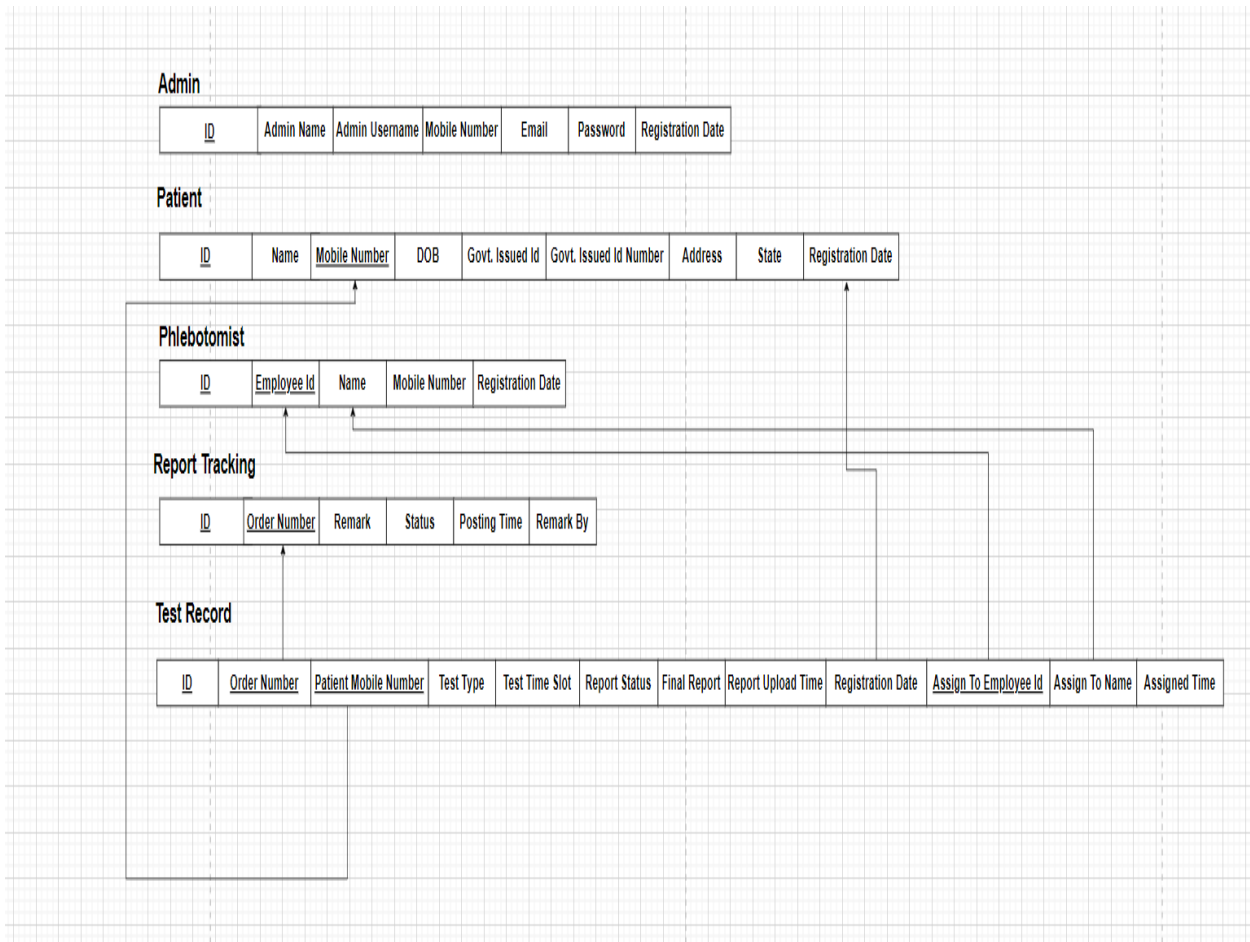 Admin
ID Admin Name Admin Username Mobile Number Email Password Registration Date
Patient
ID Name Mobile Number DOB Govt. Issued Id Govt. Issued Id Number Address State Registration Date
Phlebotomist
ID Employee Id Name Mobile Number Registration Date
Report Tracking
ID Order Number Remark Status Posting Time Remark By
Test Record
ID Order Number Patient Mobile Number Test Type Test Time Slot Report Status Final Report Report Upload Time Registration Date Assign To Employee Id Assign To Name Assigned Time